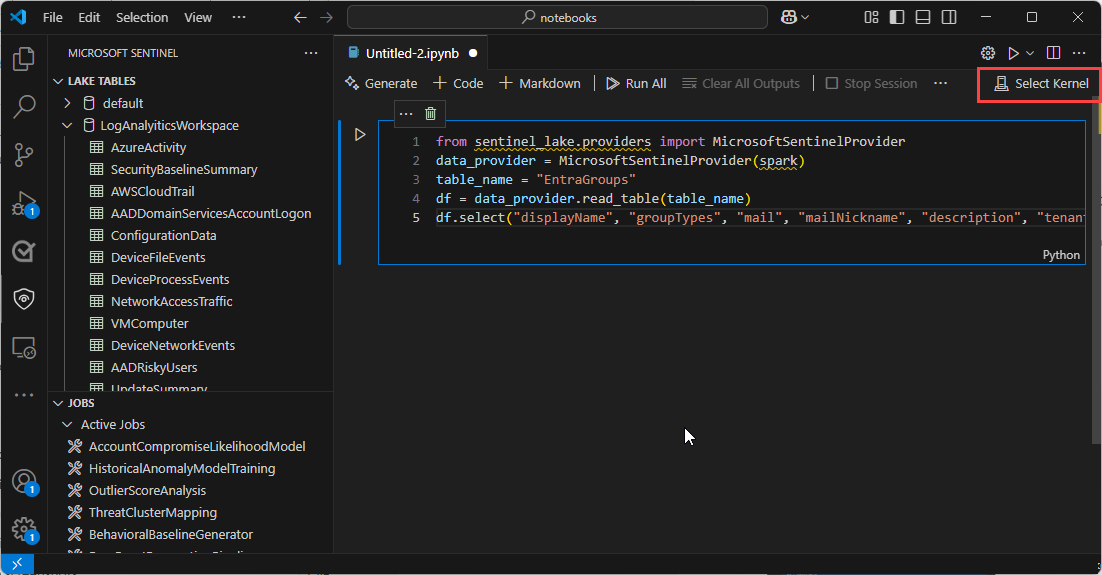 File Edit Selection View ··· notebooks
MICROSOFT SENTINEL ···
LAKE TABLES
default
LogAnalyiticsWorkspace
AzureActivity
SecurityBaselineSummary
AWSCloudTrail
AADDomainServicesAccountLogon
ConfigurationData
DeviceFileEvents
DeviceProcessEvents
NetworkAccessTraffic
VMComputer
DeviceNetworkEvents
AADRiskyUsers
UpdateSummary
JOBS
Active Jobs
AccountCompromiseLikelihoodModel
HistoricalAnomalyModelTraining
OutlierScoreAnalysis
ThreatClusterMapping
BehavioralBaselineGenerator
1
1
1
Untitled-2.ipynb
Generate + Code + Markdown Run All Clear All Outputs Stop Session ··· Select Kernel
1 from sentinel_lake.providers import MicrosoftSentinelProvider
2 data_provider = MicrosoftSentinelProvider(spark)
3 table_name = "EntraGroups"
4 df = data_provider.read_table(table_name)
5 df.select("displayName", "groupTypes", "mail", "mailNickname", "description", "tenan
Python